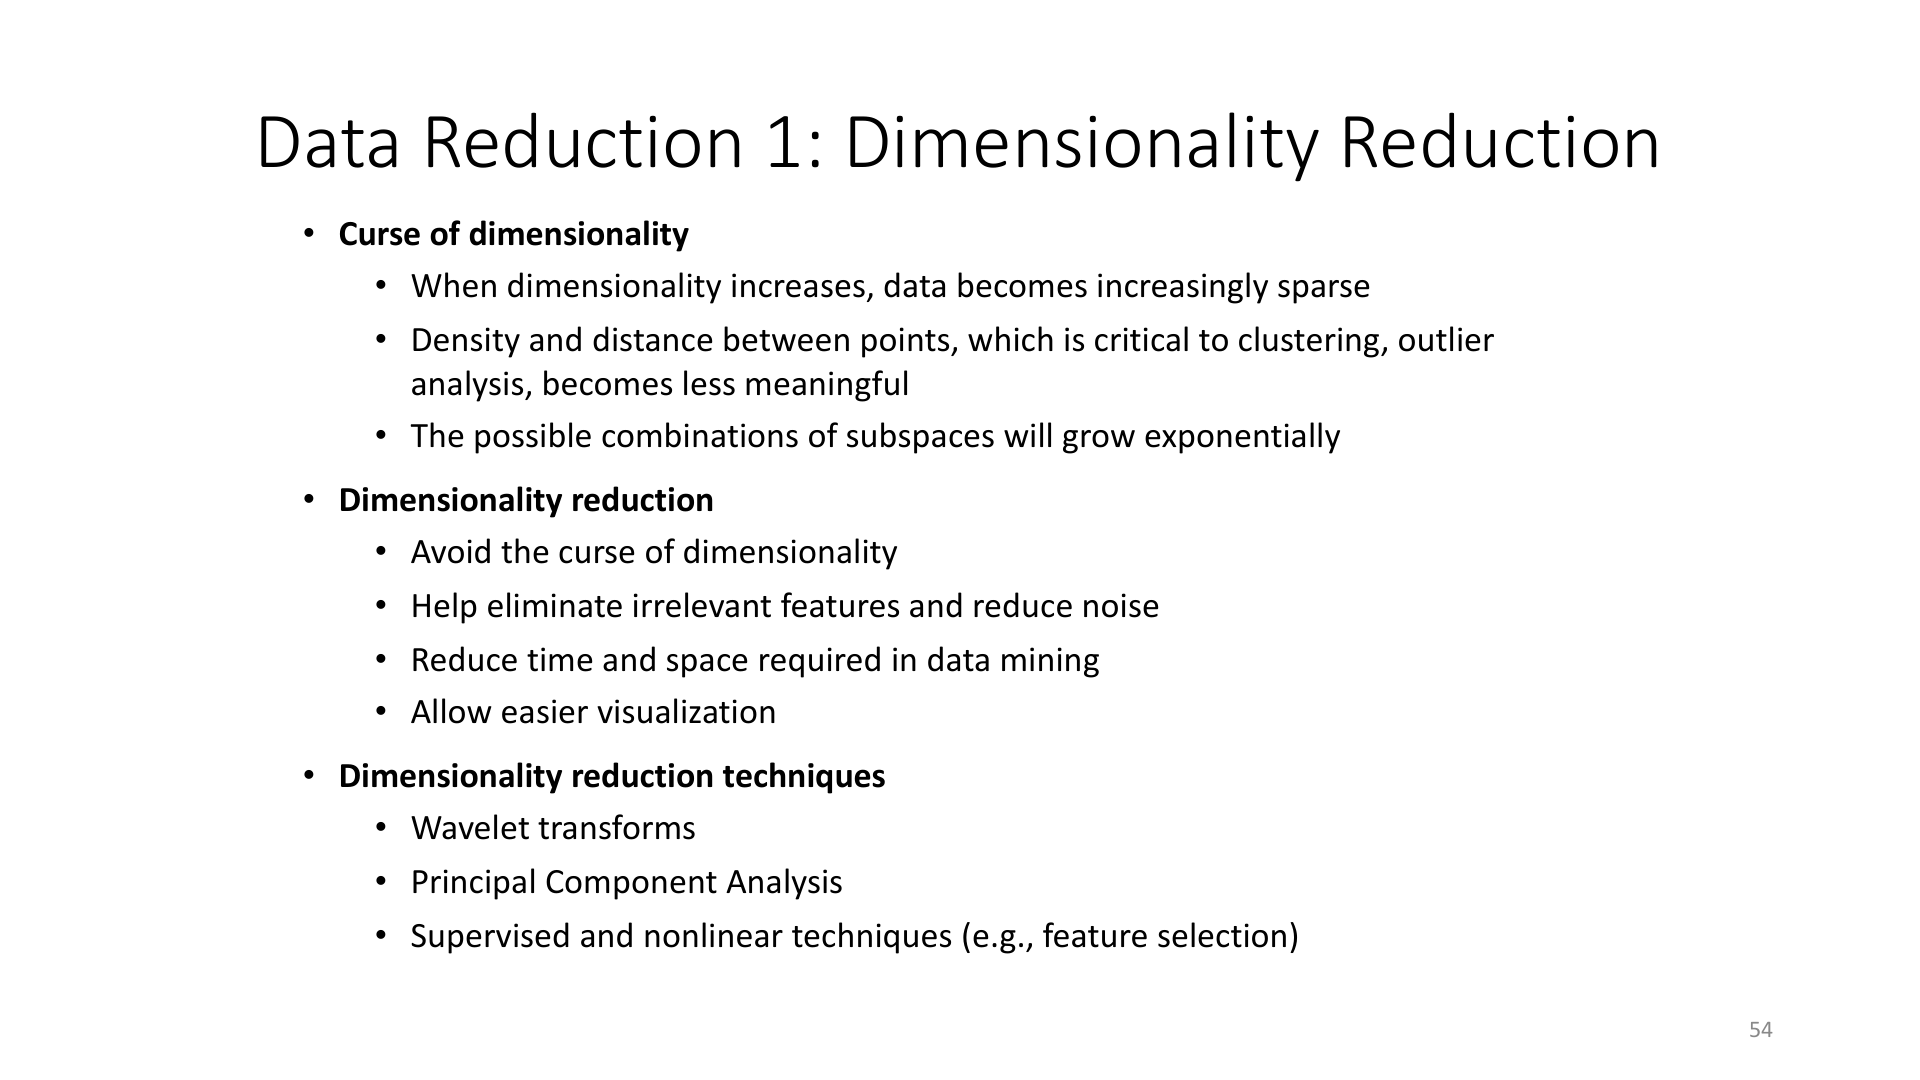 Data Reduction 1: Dimensionality Reduction
• Curse of dimensionality
• When dimensionality increases, data becomes increasingly sparse
• Density and distance between points, which is critical to clustering, outlier
analysis, becomes less meaningful
• The possible combinations of subspaces will grow exponentially
• Dimensionality reduction
• Avoid the curse of dimensionality
• Help eliminate irrelevant features and reduce noise
• Reduce time and space required in data mining
• Allow easier visualization
• Dimensionality reduction techniques
• Wavelet transforms
• Principal Component Analysis
• Supervised and nonlinear techniques (e.g., feature selection)
54